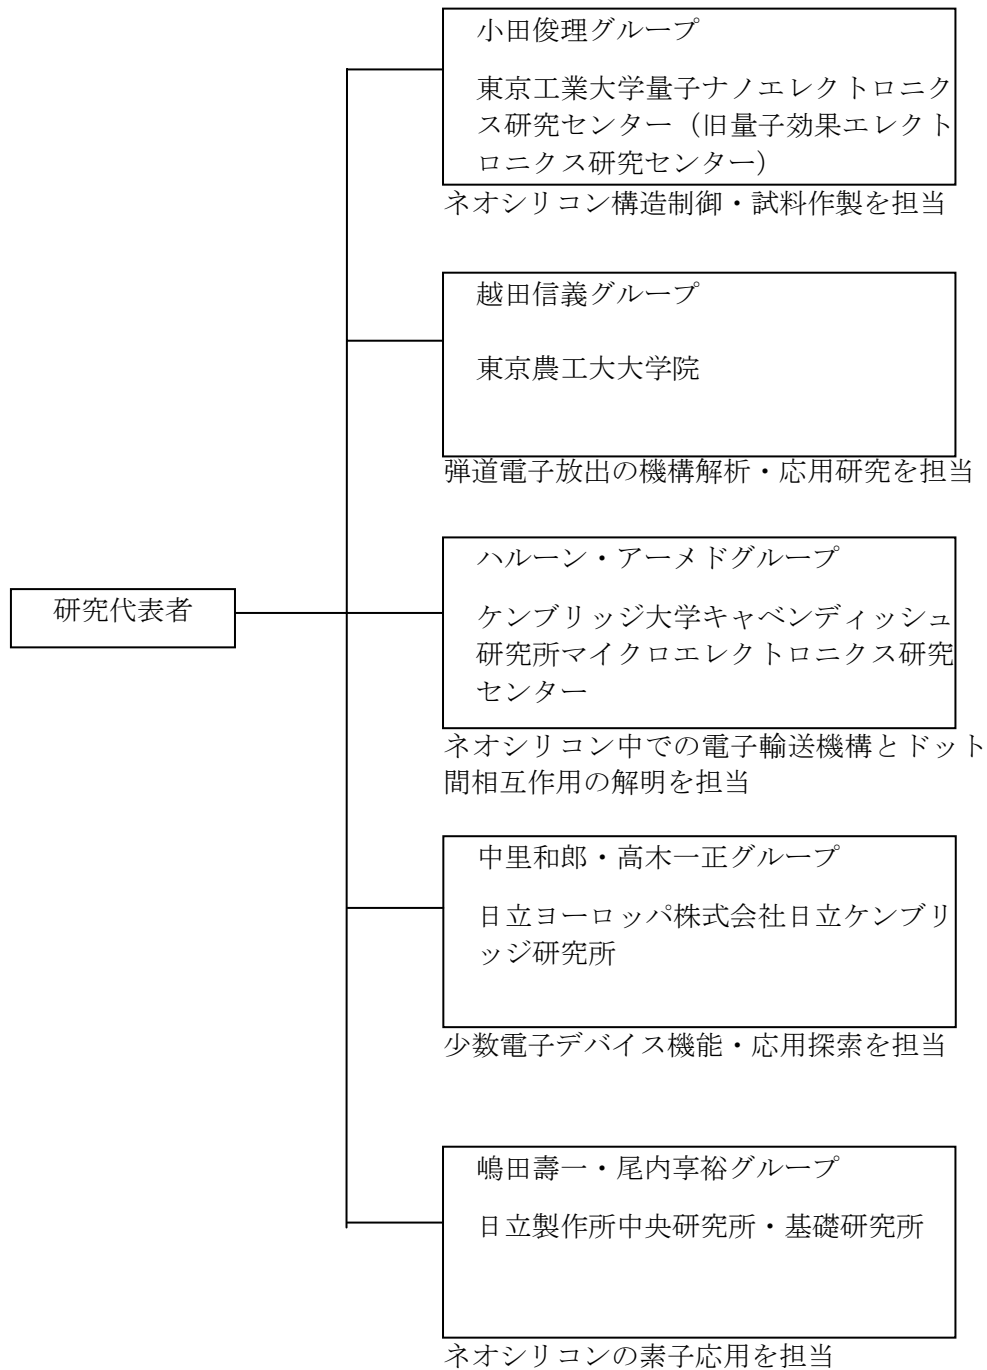 小田俊理グループ
東京工業大学量子ナノエレクトロニク
ス研究センター（旧量子効果エレクト
ロニクス研究センター）
ネオシリコン構造制御・試料作製を担当
越田信義グループ
東京農工大大学院
弾道電子放出の機構解析・応用研究を担当
研究代表者
ハルーン・アーメドグループ
ケンブリッジ大学キャベンディッシュ
研究所マイクロエレクトロニクス研究
センター
ネオシリコン中での電子輸送機構とドット
間相互作用の解明を担当
中里和郎・高木一正グループ
日立ヨーロッパ株式会社日立ケンブリ
ッジ研究所
少数電子デバイス機能・応用探索を担当
嶋田壽一・尾内享裕グループ
日立製作所中央研究所・基礎研究所
ネオシリコンの素子応用を担当